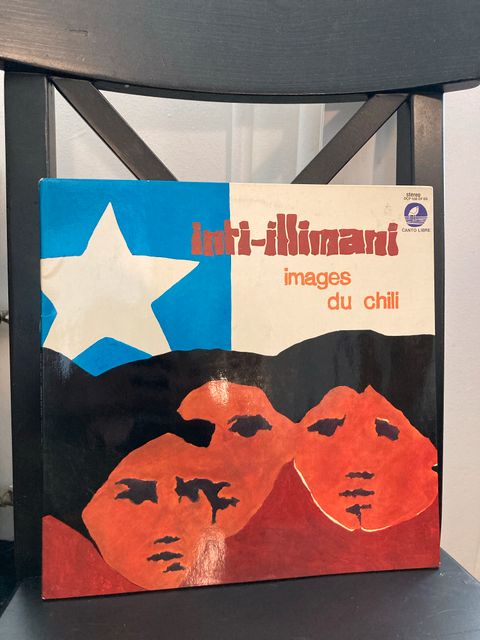 stereo
CANTO LIBRE
inti-illimani
images
du chili